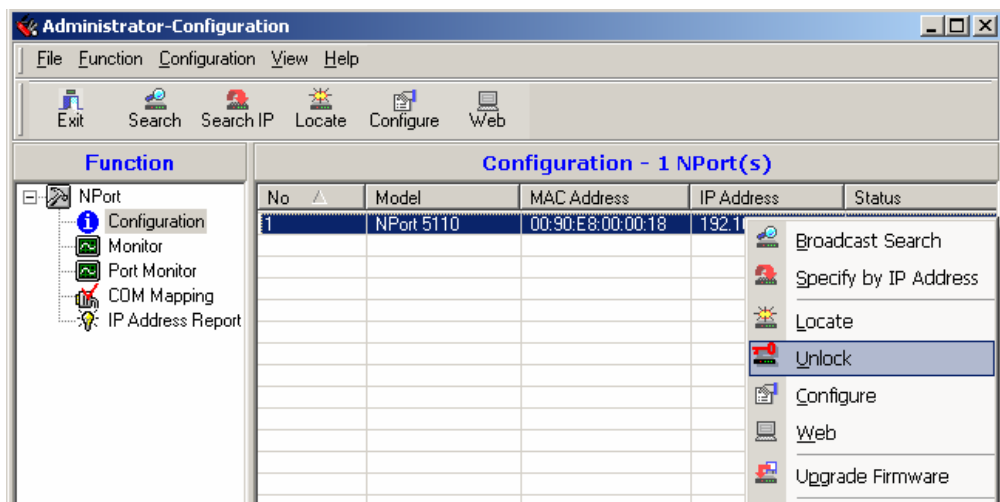 Administrator-Configuration
File Function Configuration View Help
Exit Search Search IP Locate Configure Web
Function
Configuration - 1 NPort(s)
NPort
Configuration
Monitor
Port Monitor
COM Mapping
IP Address Report
No Model MAC Address IP Address Status
1 NPort 5110 00:90:E8:00:00:18 192.1
Broadcast Search
Specify by IP Address
Locate
Unlock
Configure
Web
Upgrade Firmware